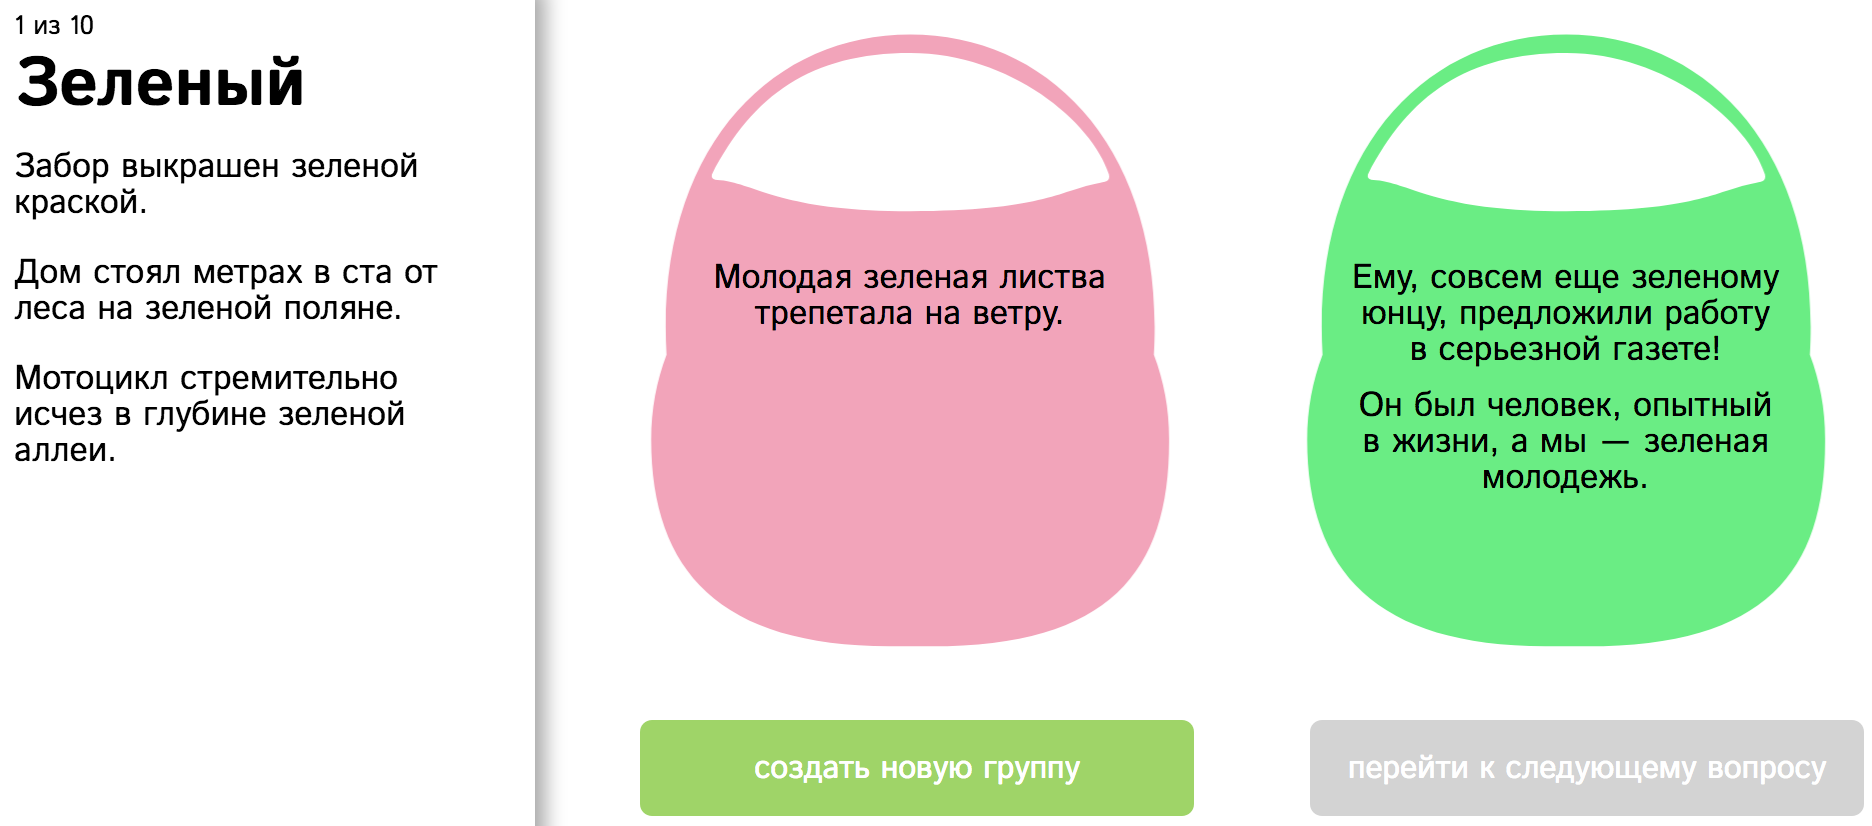 1 из 10
Зеленый
Забор выкрашен зеленой
краской.
Дом стоял метрах в ста от
леса на зеленой поляне.
Мотоцикл стремительно
исчез в глубине зеленой
аллеи.
Молодая зеленая листва
трепетала на ветру.
Ему, совсем еще зеленому
юнцу, предложили работу
в серьезной газете!
Он был человек, опытный
в жизни, а мы — зеленая
молодежь.
создать новую группу
перейти к следующему вопросу